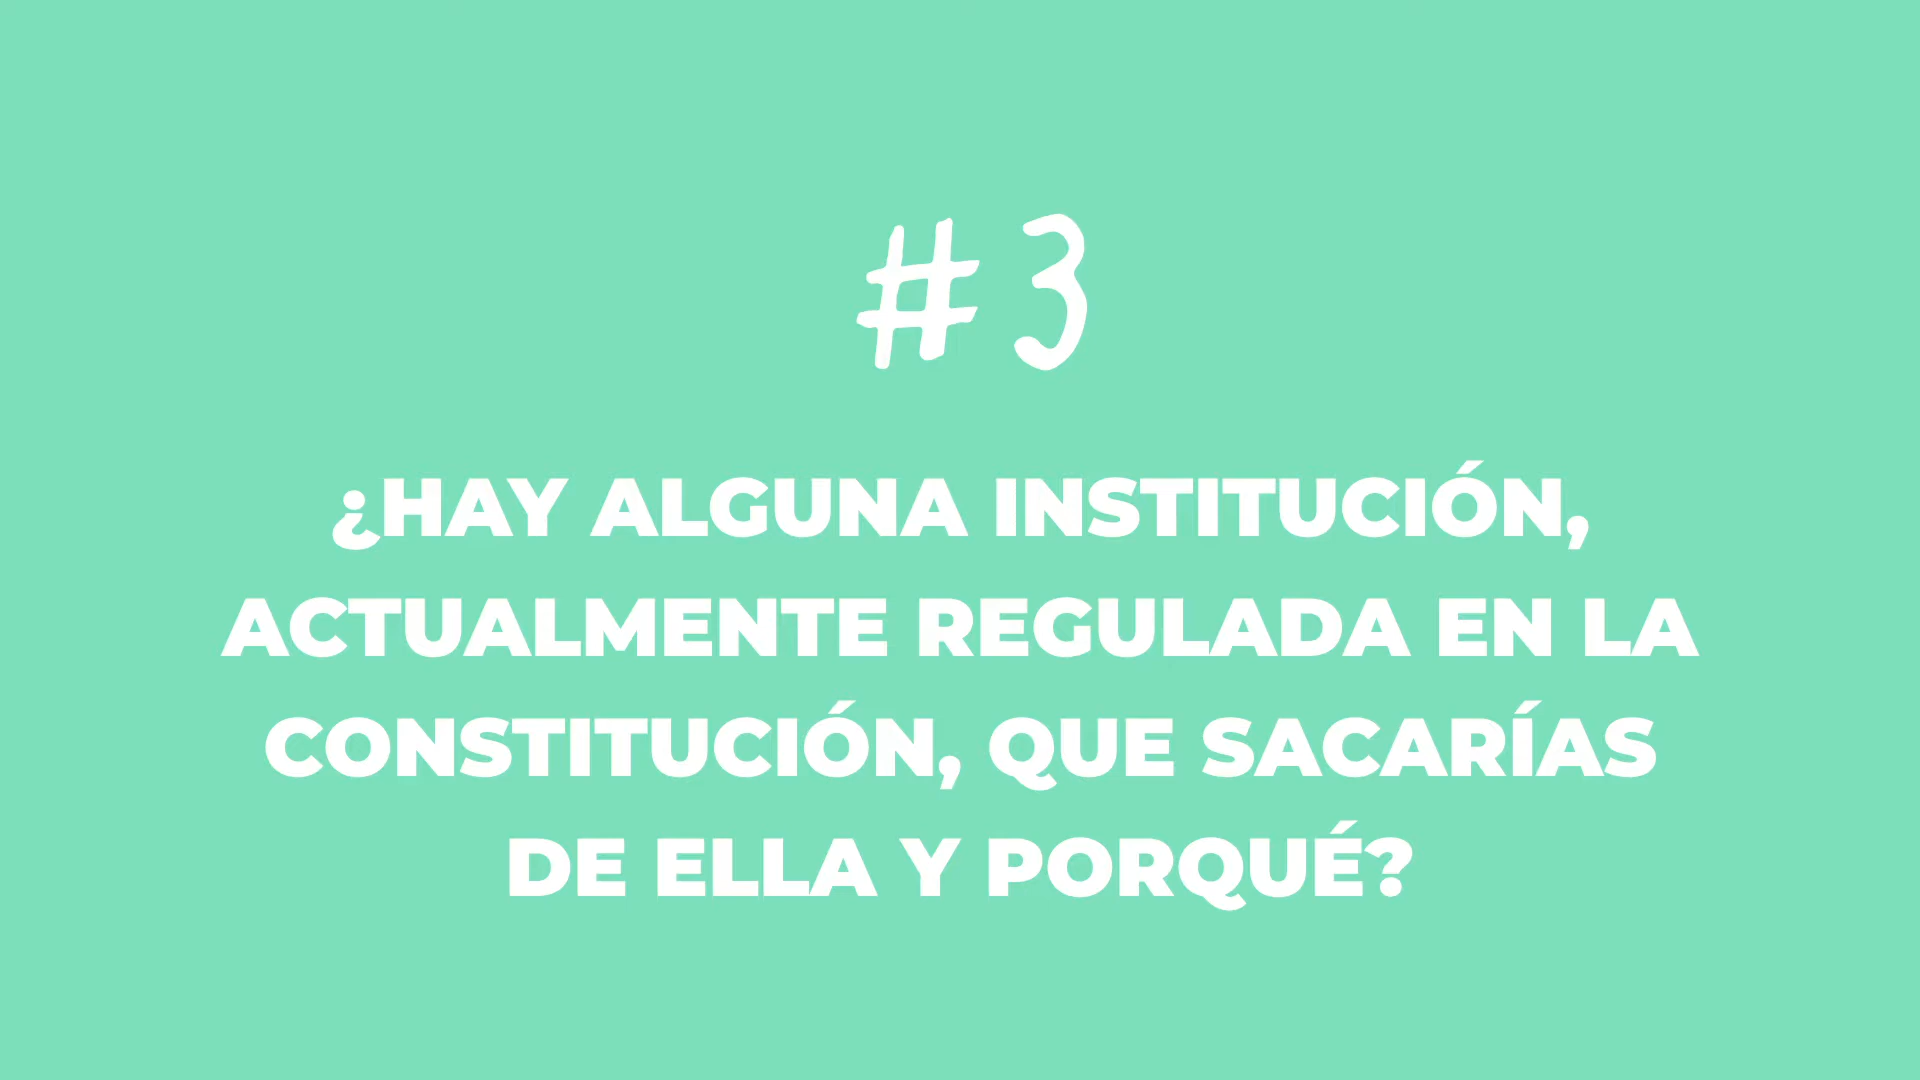 #3
¿HAY ALGUNA INSTITUCIÓN,
ACTUALMENTE REGULADA EN LA
CONSTITUCIÓN, QUE SACARÍAS
DE ELLA Y PORQUÉ?